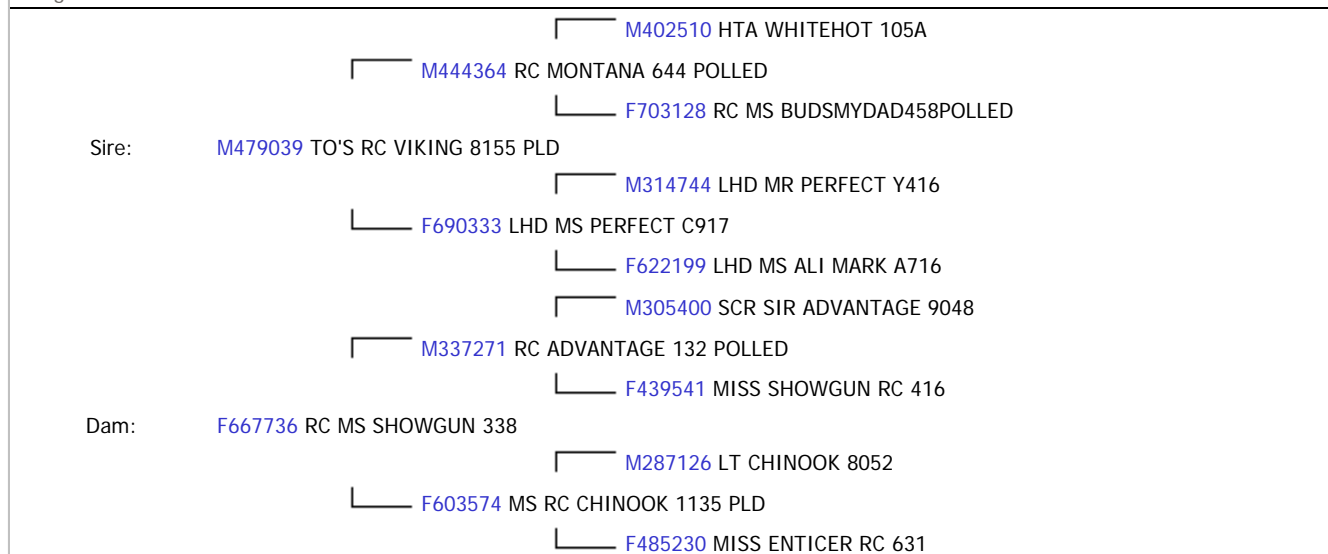 M402510 HTA WHITEHOT 105A
M444364 RC MONTANA 644 POLLED
F703128 RC MS BUDSMYDAD458POLLED
Sire: M479039 TO'S RC VIKING 8155 PLD
M314744 LHD MR PERFECT Y416
F690333 LHD MS PERFECT C917
F622199 LHD MS ALI MARK A716
M305400 SCR SIR ADVANTAGE 9048
M337271 RC ADVANTAGE 132 POLLED
F439541 MISS SHOWGUN RC 416
Dam: F667736 RC MS SHOWGUN 338
M287126 LT CHINOOK 8052
F603574 MS RC CHINOOK 1135 PLD
F485230 MISS ENTICER RC 631